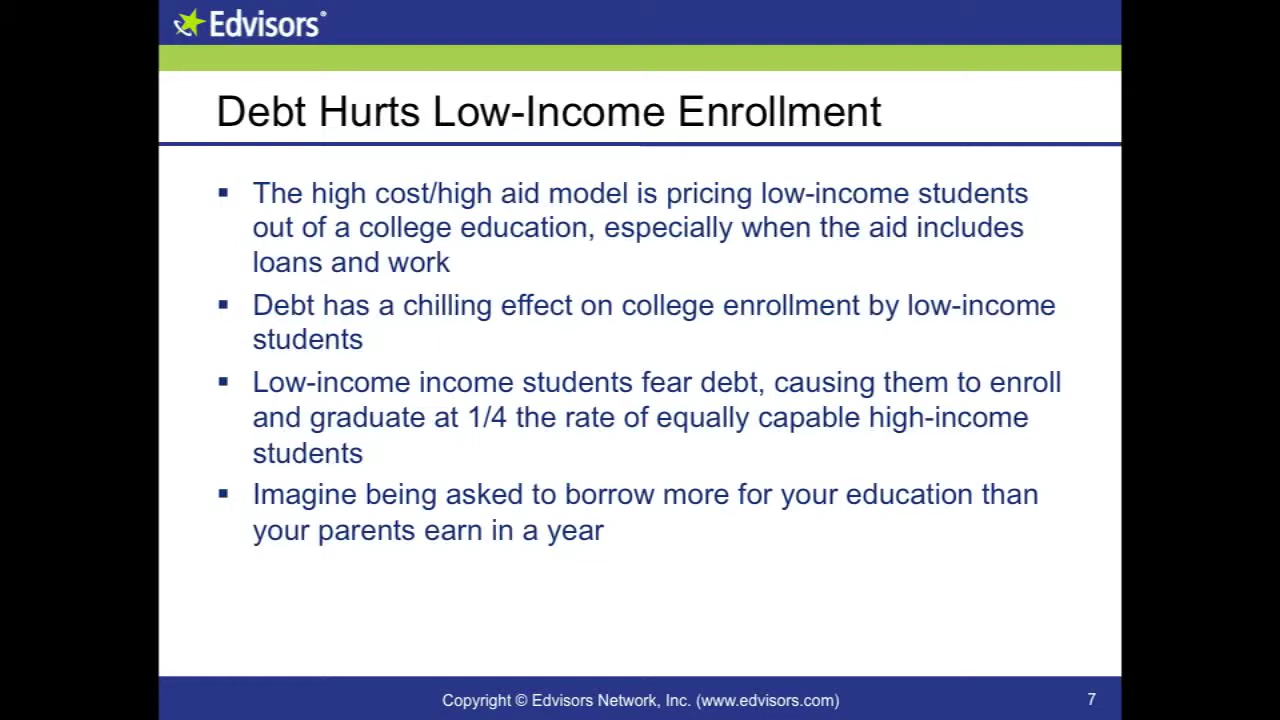 Edvisors®
Debt Hurts Low-Income Enrollment
▪ The high cost/high aid model is pricing low-income students
out of a college education, especially when the aid includes
loans and work
▪ Debt has a chilling effect on college enrollment by low-income
students
▪ Low-income income students fear debt, causing them to enroll
and graduate at 1/4 the rate of equally capable high-income
students
▪ Imagine being asked to borrow more for your education than
your parents earn in a year
Copyright © Edvisors Network, Inc. (www.edvisors.com)
7